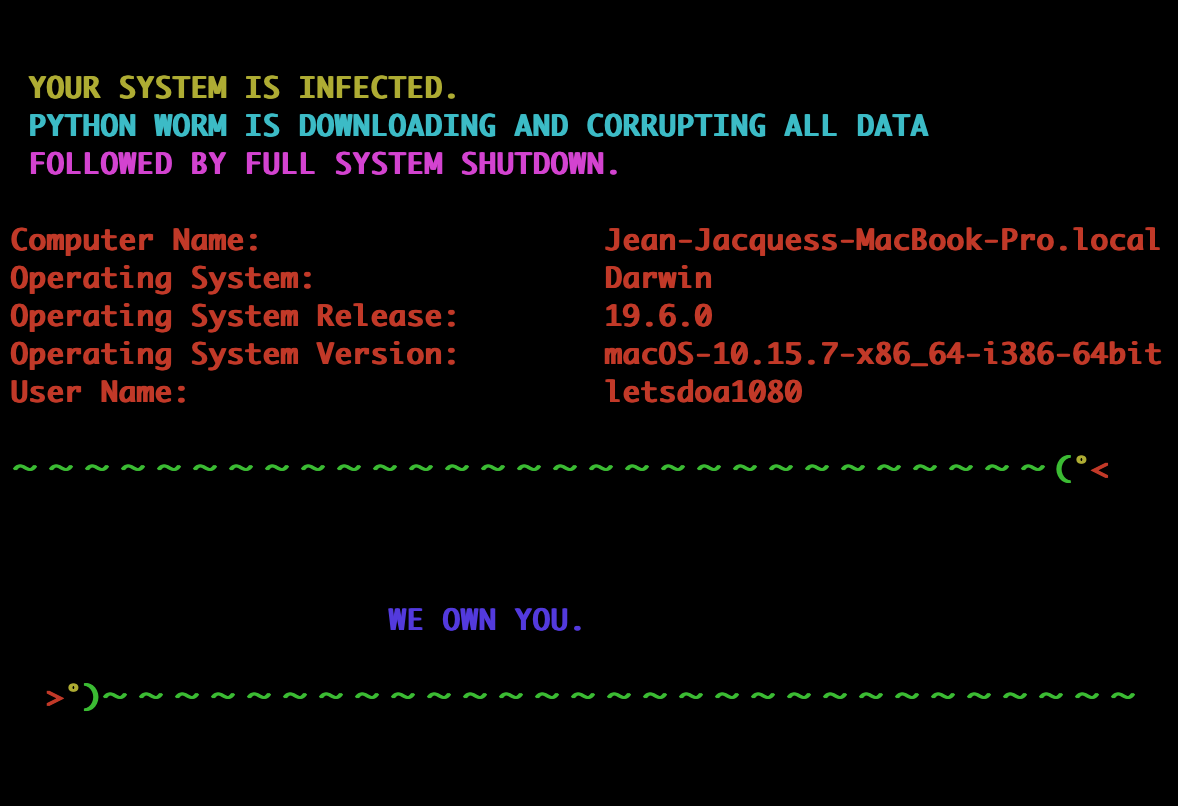 YOUR SYSTEM IS INFECTED.
PYTHON WORM IS DOWNLOADING AND CORRUPTING ALL DATA
FOLLOWED BY FULL SYSTEM SHUTDOWN.
Computer Name: Jean-Jacquess-MacBook-Pro.local
Operating System: Darwin
Operating System Release: 19.6.0
Operating System Version: macOS-10.15.7-x86_64-i386-64bit
User Name: letsdoa1080
~ ~ ~ ~ ~ ~ ~ ~ ~ ~ ~ ~ ~ ~ ~ ~ ~ ~ ~ ~ ~ ~ ~ ~ ~ ~ ~ ~ ~(°<
WE OWN YOU.
>°)~ ~ ~ ~ ~ ~ ~ ~ ~ ~ ~ ~ ~ ~ ~ ~ ~ ~ ~ ~ ~ ~ ~ ~ ~ ~ ~ ~ ~